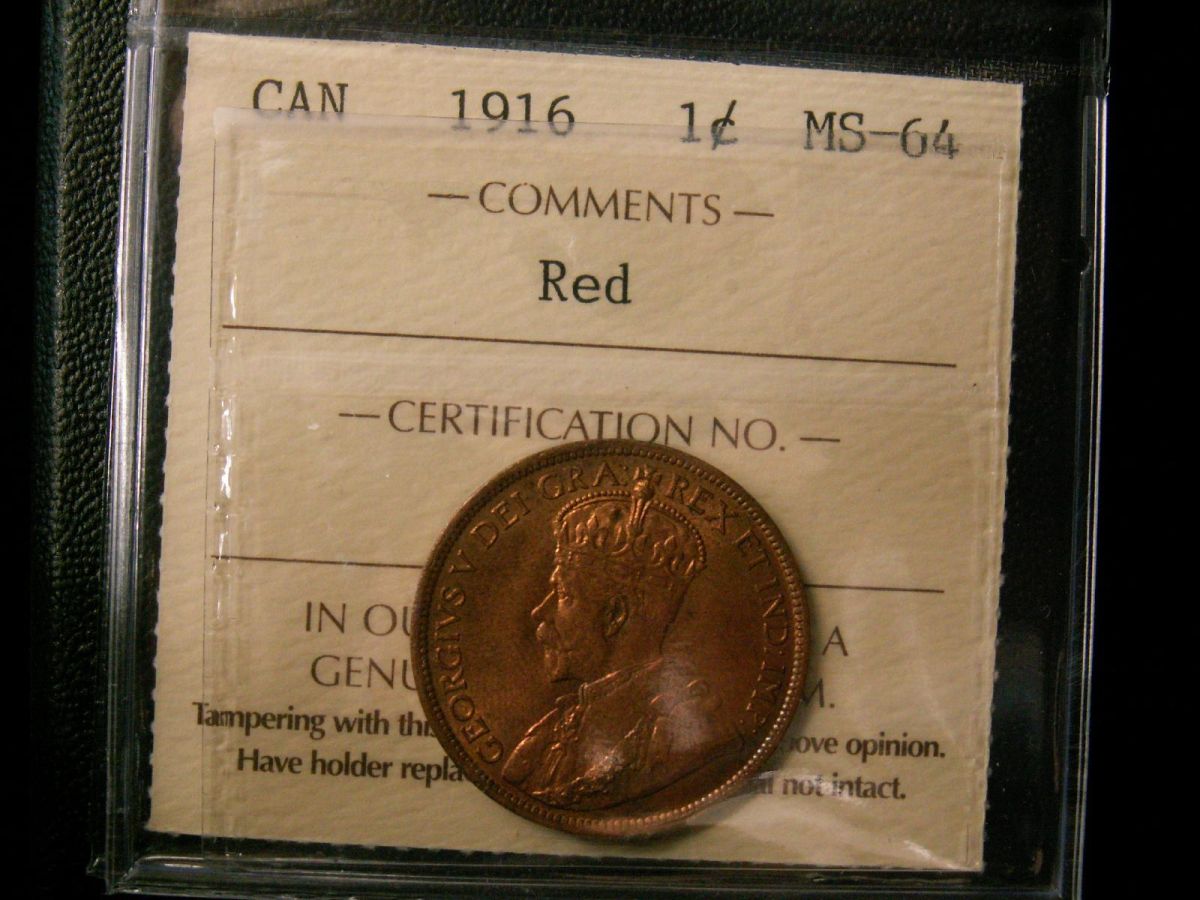 CAN 1916 1¢ MS-64
— COMMENTS —
Red
— CERTIFICATION NO. —
GEORGIVS V DEI GRA: REX ET IND: IMP:
IN OU A
GENU M.
Tampering with this ove opinion.
Have holder repla not intact.